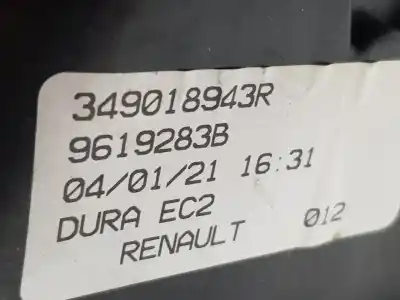 349018943R
9619283B
04/01/21 16:31
DURA EC2
RENAULT 012